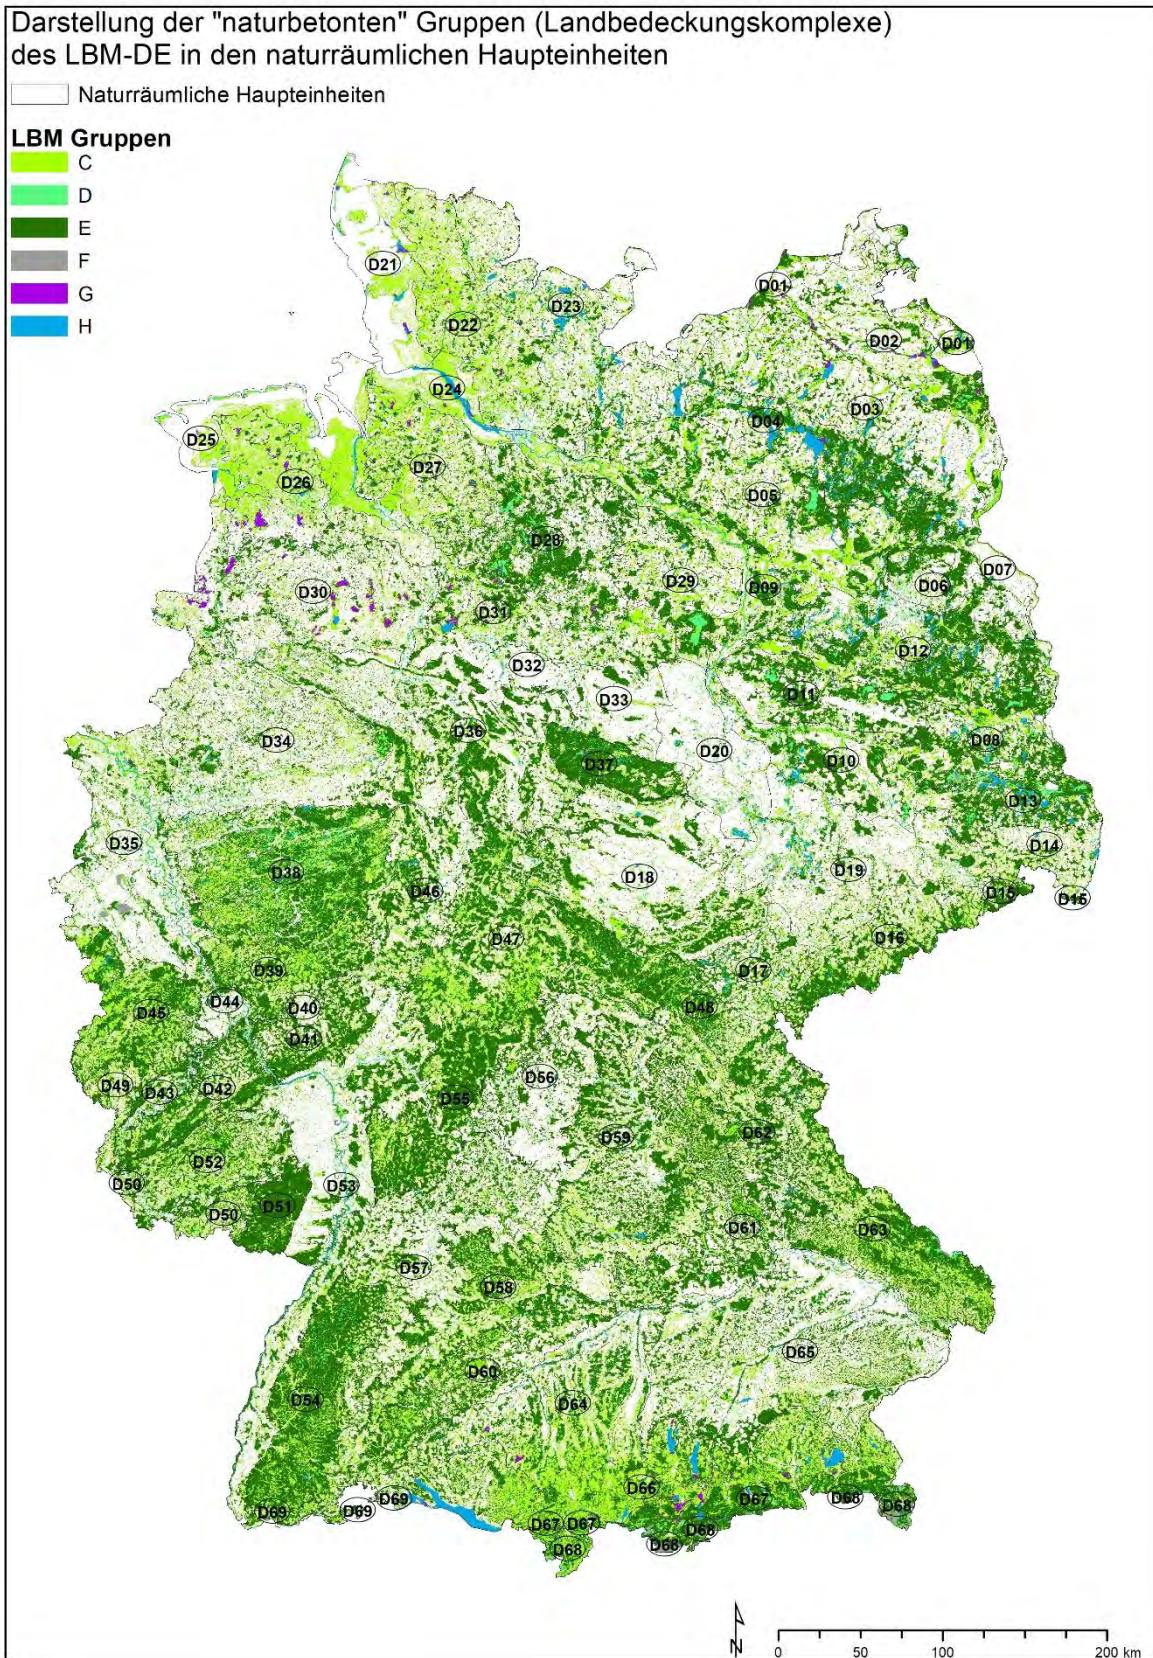 Darstellung der "naturbetonten" Gruppen (Landbedeckungskomplexe)
des LBM-DE in den naturräumlichen Haupteinheiten
Naturräumliche Haupteinheiten
LBM Gruppen
C
D
E
F
G
H
D21
D01
D23
D22
D02
D01
D24
D03
D04
D25
D27
D26
D05
D28
D07
D29
D09
D06
D30
D31
D12
D32
D33
D11
D36
D08
D34
D20
D37
D10
D13
D35
D14
D38
D18
D19
D46
D15
D15
D47
D16
D39
D17
D44
D40
D48
D45
D41
D56
D49
D43
D42
D55
D62
D59
D52
D50
D53
D51
D50
D61
D63
D57
D58
D65
D60
D54
D64
D66
D69
D67
D68
D69
D69
D68
D67
D67
D68
D68
D68
N
0 50 100 200 km